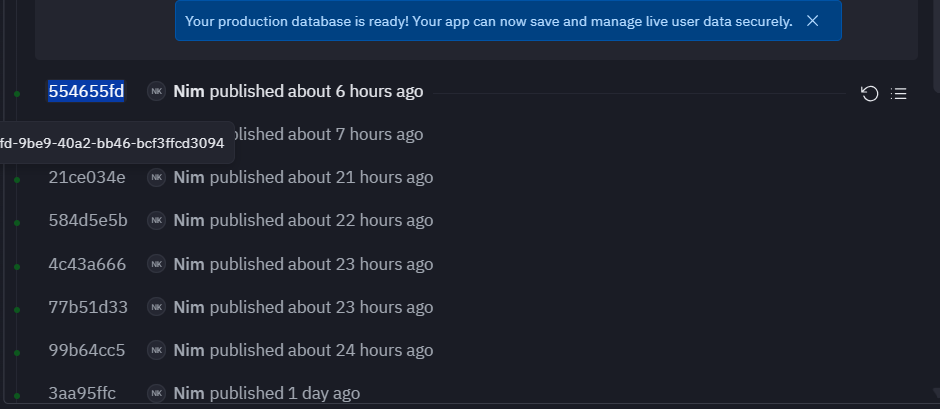 Your production database is ready! Your app can now save and manage live user data securely.
554655fd NK Nim published about 6 hours ago
published about 7 hours ago
fd-9be9-40a2-bb46-bcf3ffcd3094
21ce034e NK Nim published about 21 hours ago
584d5e5b NK Nim published about 22 hours ago
4c43a666 NK Nim published about 23 hours ago
77b51d33 NK Nim published about 23 hours ago
99b64cc5 NK Nim published about 24 hours ago
3aa95ffc NK Nim published 1 day ago